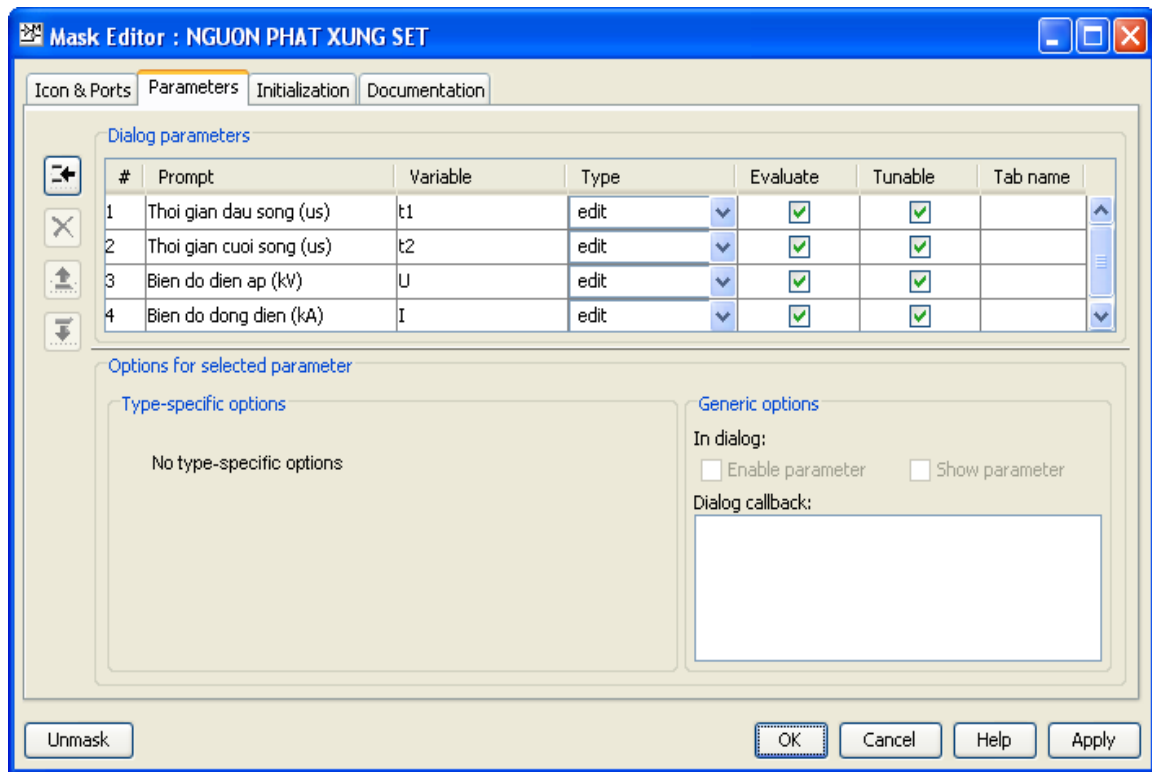 Mask Editor : NGUON PHAT XUNG SET
Icon & Ports Parameters Initialization Documentation
Dialog parameters
# Prompt Variable Type Evaluate Tunable Tab name
1 Thoi gian dau song (us) t1 edit
2 Thoi gian cuoi song (us) t2 edit
3 Bien do dien ap (kV) U edit
4 Bien do dong dien (kA) I edit
Options for selected parameter
Type-specific options
No type-specific options
Generic options
In dialog:
Enable parameter Show parameter
Dialog callback:
Unmask OK Cancel Help Apply